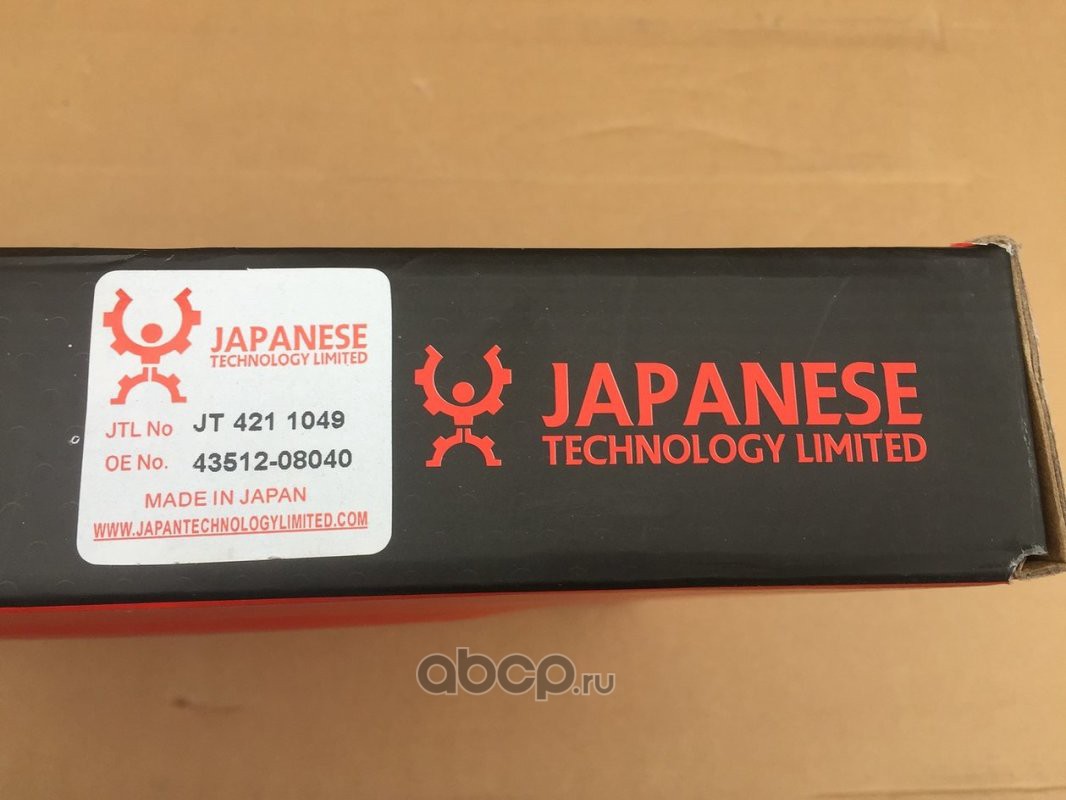 JAPANESE
TECHNOLOGY LIMITED
JTL No JT 421 1049
OE No. 43512-08040
MADE IN JAPAN
WWW.JAPANTECHNOLOGYLIMITED.COM
JAPANESE
TECHNOLOGY LIMITED
abcp.ru